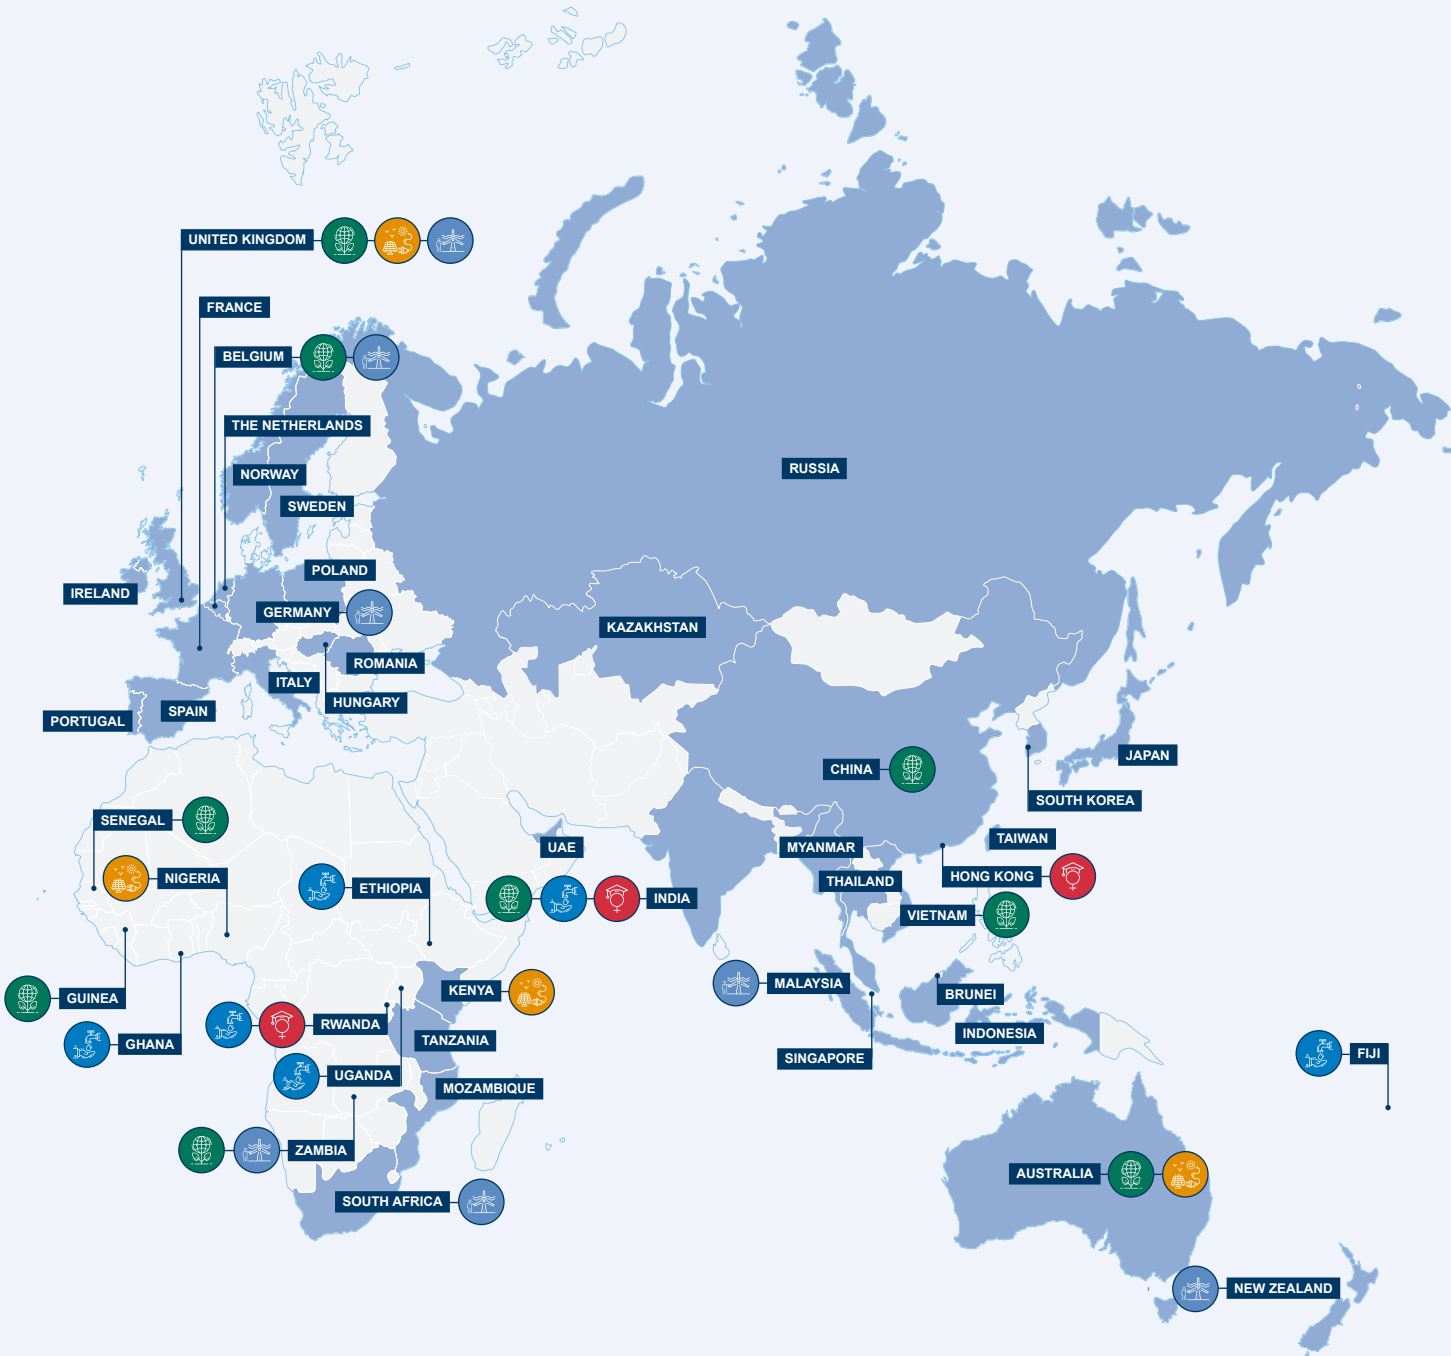 UNITED KINGDOM
FRANCE
BELGIUM
THE NETHERLANDS
NORWAY
RUSSIA
SWEDEN
POLAND
IRELAND
GERMANY
KAZAKHSTAN
ROMANIA
ITALY
HUNGARY
SPAIN
PORTUGAL
JAPAN
CHINA
SOUTH KOREA
SENEGAL
TAIWAN
UAE
MYANMAR
NIGERIA
HONG KONG
THAILAND
ETHIOPIA
INDIA
VIETNAM
MALAYSIA
KENYA
BRUNEI
GUINEA
RWANDA
INDONESIA
TANZANIA
GHANA
FIJI
SINGAPORE
UGANDA
MOZAMBIQUE
ZAMBIA
AUSTRALIA
SOUTH AFRICA
NEW ZEALAND